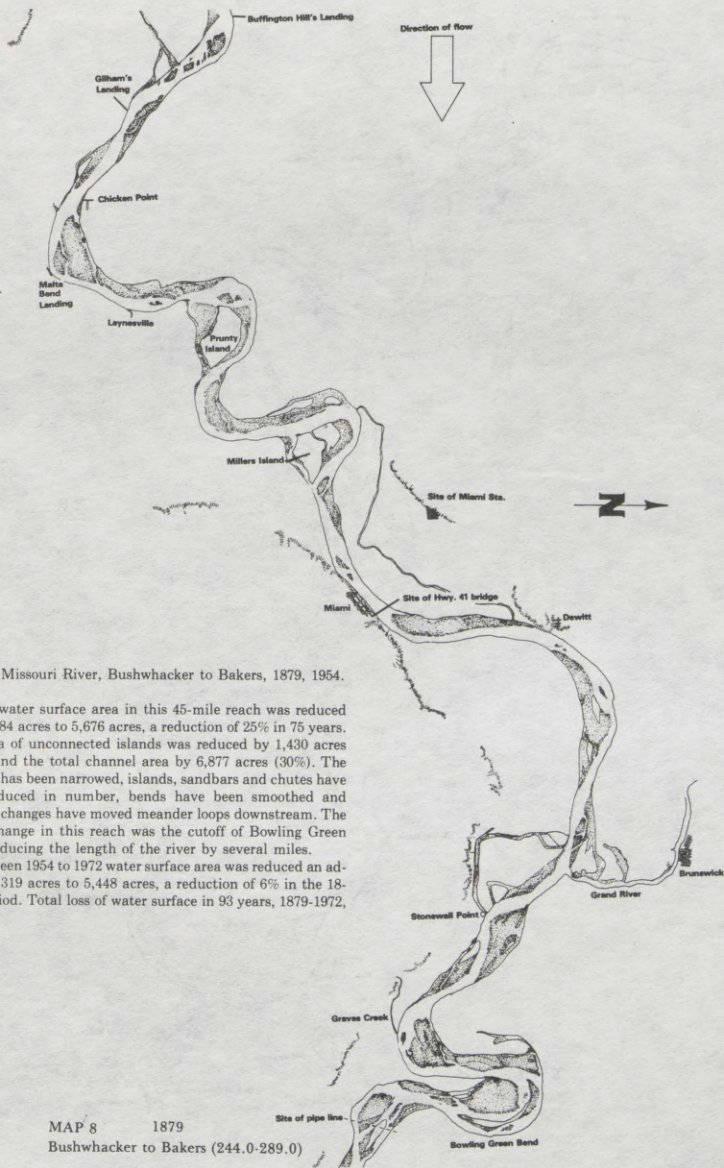 Buffington Hill's Landing
Direction of flow
Gilham's
Landing
Chicken Point
Malta
Bend
Landing
Laynesville
Prunty
Island
Millers Island
Site of Miami Sta.
N
Miami
Site of Hwy. 41 bridge
Dewitt
Missouri River, Bushwhacker to Bakers, 1879, 1954.
water surface area in this 45-mile reach was reduced
84 acres to 5,676 acres, a reduction of 25% in 75 years.
a of unconnected islands was reduced by 1,430 acres
nd the total channel area by 6,877 acres (30%). The
has been narrowed, islands, sandbars and chutes have
duced in number, bends have been smoothed and
changes have moved meander loops downstream. The
hange in this reach was the cutoff of Bowling Green
ducing the length of the river by several miles.
een 1954 to 1972 water surface area was reduced an ad-
319 acres to 5,448 acres, a reduction of 6% in the 18-
iod. Total loss of water surface in 93 years, 1879-1972,
Brunswick
Grand River
Stonewall Point
Graves Creek
Site of pipe line
Bowling Green Bend
MAP 8 1879
Bushwhacker to Bakers (244.0-289.0)